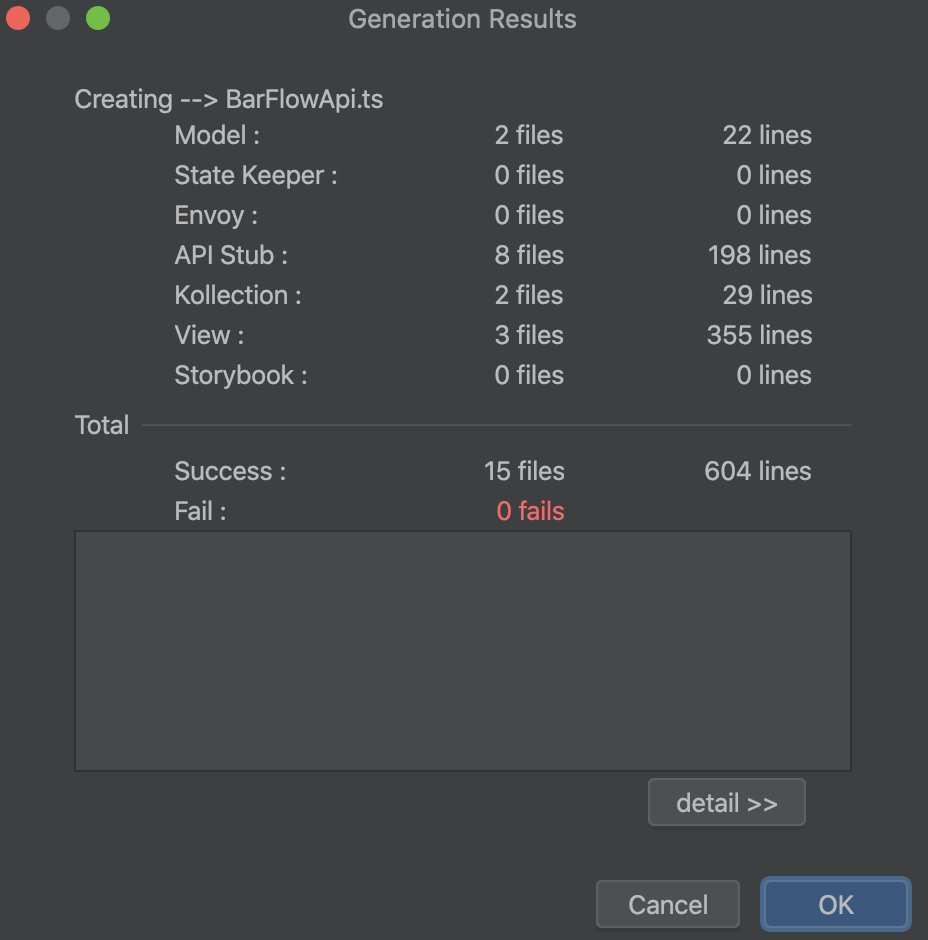 Generation Results
Creating --> BarFlowApi.ts
Model : 2 files 22 lines
State Keeper : 0 files 0 lines
Envoy : 0 files 0 lines
API Stub : 8 files 198 lines
Kollection : 2 files 29 lines
View : 3 files 355 lines
Storybook : 0 files 0 lines
Total
Success : 15 files 604 lines
Fail : 0 fails
detail >>
Cancel OK